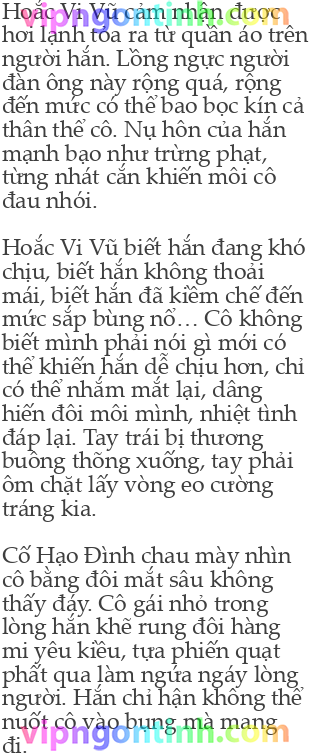 Hoắc Vi Vũ cảm nhận được
vipngontinh.com
hơi lạnh tỏa ra từ quần áo trên
người hắn. Lồng ngực người
đàn ông này rộng quá, rộng
đến mức có thể bao bọc kín cả
thân thể cô. Nụ hôn của hắn
mạnh bạo như trừng phạt,
từng nhát cắn khiến môi cô
đau nhói.
Hoắc Vi Vũ biết hắn đang khó
chịu, biết hắn không thoải
mái, biết hắn đã kiềm chế đến
mức sắp bùng nổ… Cô không
biết mình phải nói gì mới có
thể khiến hắn dễ chịu hơn, chỉ
có thể nhắm mắt lại, dâng
hiến đôi môi mình, nhiệt tình
đáp lại. Tay trái bị thương
buông thõng xuống, tay phải
ôm chặt lấy vòng eo cường
tráng kia.
Cố Hạo Đình chau mày nhìn
cô bằng đôi mắt sâu không
thấy đáy. Cô gái nhỏ trong
lòng hắn khẽ rung đôi hàng
mi yêu kiều, tựa phiến quạt
phất qua làm ngứa ngáy lòng
người. Hắn chỉ hận không thể
nuốt cô vào bụng mà mang
vipngontinh.com
đi.